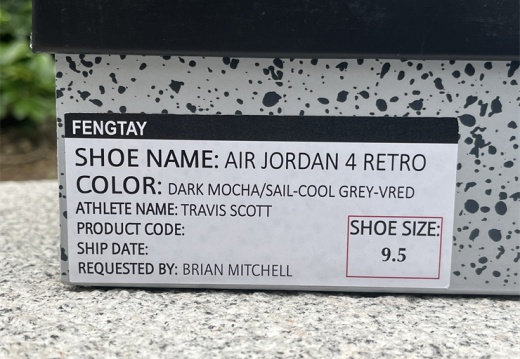 FENGTAY
SHOE NAME: AIR JORDAN 4 RETRO
COLOR: DARK MOCHA/SAIL-COOL GREY-VRED
ATHLETE NAME: TRAVIS SCOTT
PRODUCT CODE:
SHIP DATE:
REQUESTED BY: BRIAN MITCHELL
SHOE SIZE:
9.5